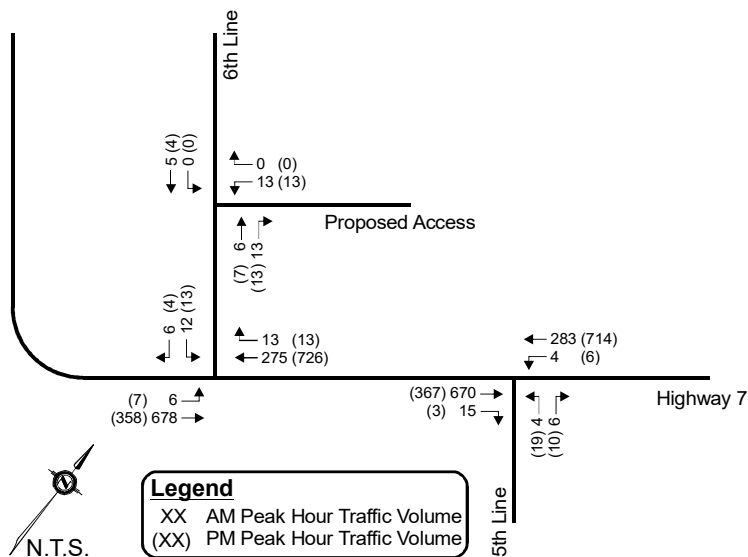 6th Line
5 (4)
0 (0)
0 (0)
13 (13)
Proposed Access
(7) 6
(13) 13
6 (4)
12 (13)
13 (13)
275 (726)
283 (714)
4 (6)
(7) 6
(358) 678
(367) 670
(3) 15
Highway 7
(19) 4
(10) 6
5th Line
N.T.S.
Legend
XX AM Peak Hour Traffic Volume
(XX) PM Peak Hour Traffic Volume